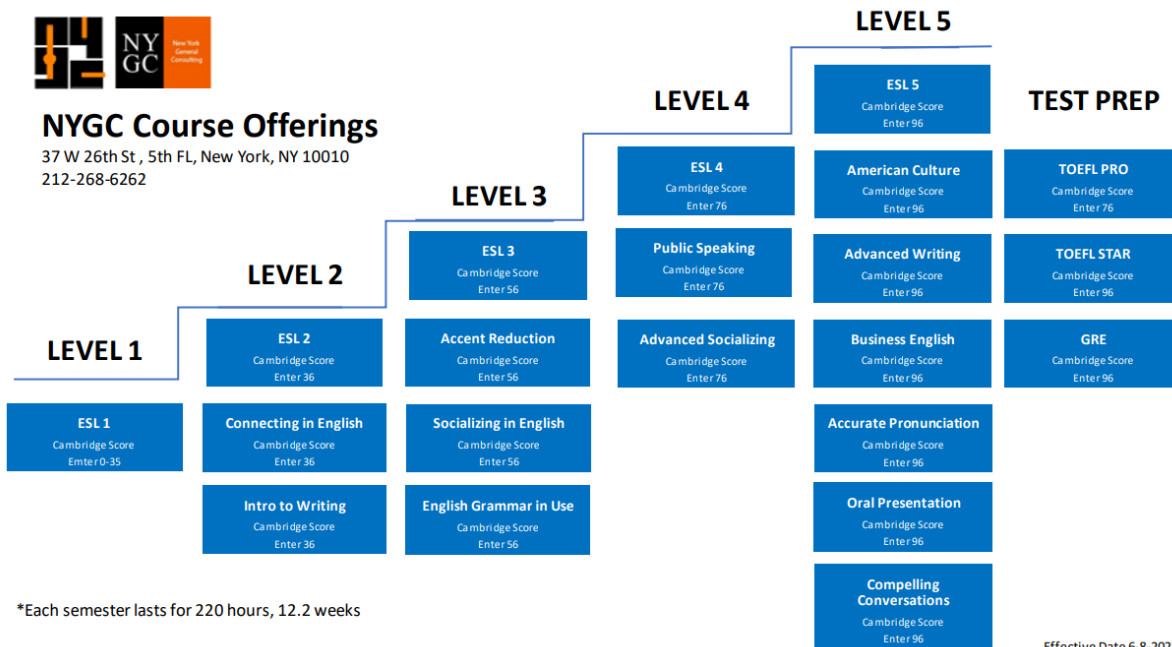 NY
GC
New York
General
Consulting
NYGC Course Offerings
37 W 26th St , 5th FL, New York, NY 10010
212-268-6262
LEVEL 1
ESL 1
Cambridge Score
Emter 0-35
LEVEL 2
ESL 2
Cambridge Score
Enter 36
Connecting in English
Cambridge Score
Enter 36
Intro to Writing
Cambridge Score
Enter 36
LEVEL 3
ESL 3
Cambridge Score
Enter 56
Accent Reduction
Cambridge Score
Enter 56
Socializing in English
Cambridge Score
Enter 56
English Grammar in Use
Cambridge Score
Enter 56
LEVEL 4
ESL 4
Cambridge Score
Enter 76
Public Speaking
Cambridge Score
Enter 76
Advanced Socializing
Cambridge Score
Enter 76
LEVEL 5
ESL 5
Cambridge Score
Enter 96
American Culture
Cambridge Score
Enter 96
Advanced Writing
Cambridge Score
Enter 96
Business English
Cambridge Score
Enter 96
Accurate Pronunciation
Cambridge Score
Enter 96
Oral Presentation
Cambridge Score
Enter 96
Compelling
Conversations
Cambridge Score
Enter 96
TEST PREP
TOEFL PRO
Cambridge Score
Enter 76
TOEFL STAR
Cambridge Score
Enter 96
GRE
Cambridge Score
Enter 96
*Each semester lasts for 220 hours, 12.2 weeks
Effective Date 6-8-202